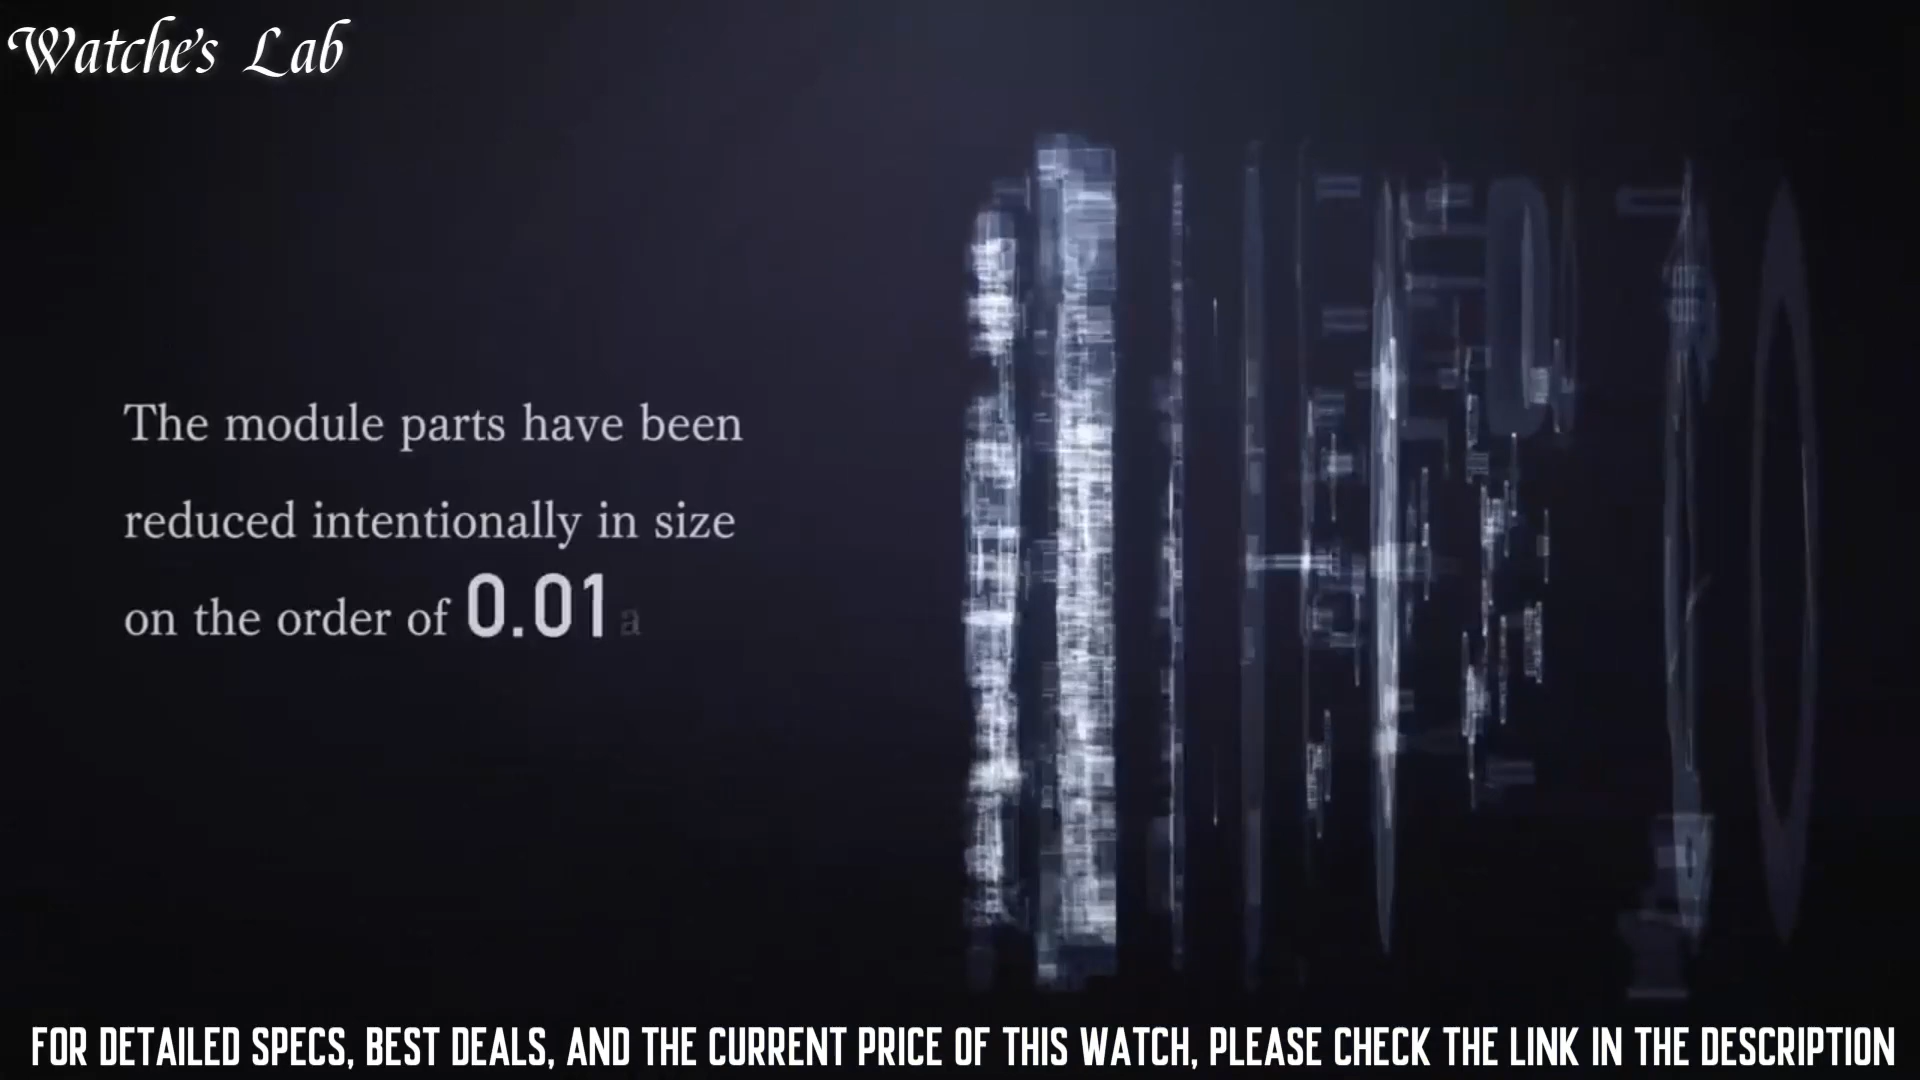 Watche's Lab
The module parts have been
reduced intentionally in size
on the order of 0.01 a
FOR DETAILED SPECS, BEST DEALS, AND THE CURRENT PRICE OF THIS WATCH, PLEASE CHECK THE LINK IN THE DESCRIPTION